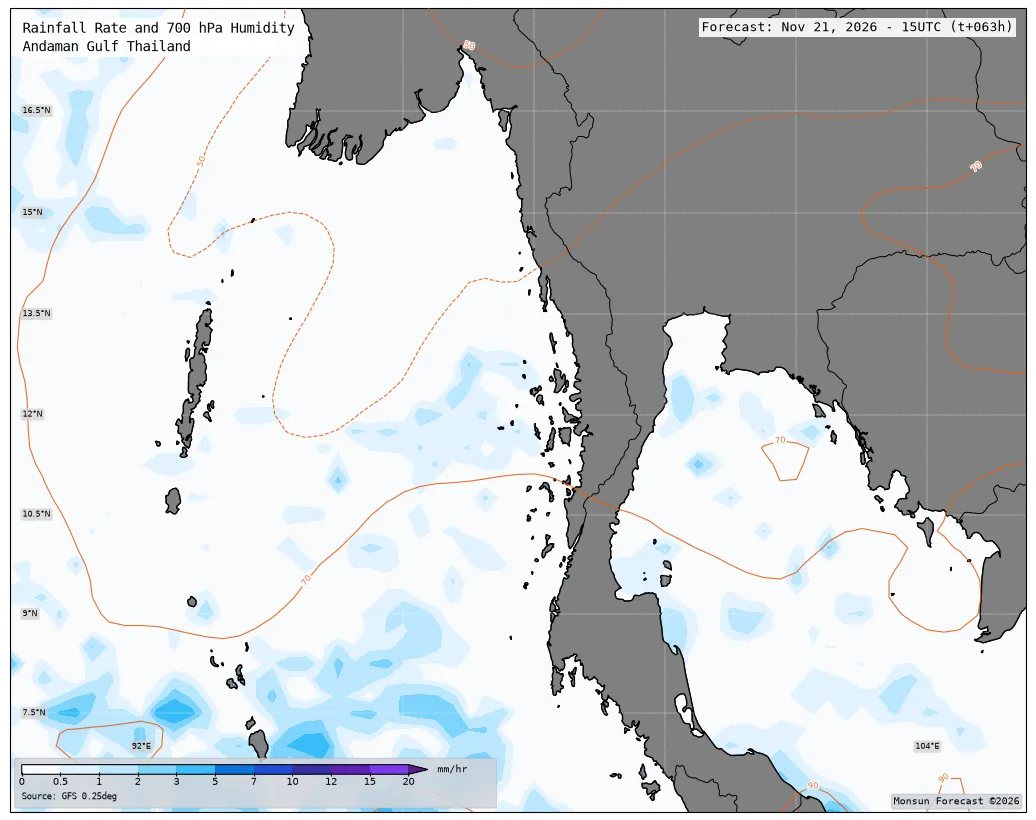 Rainfall Rate and 700 hPa Humidity
Andaman Gulf Thailand
Forecast: Nov 21, 2026 - 15UTC (t+063h)
50
16.5°N
50
70
15°N
13.5°N
12°N
70
10.5°N
70
9°N
7.5°N
92°E
104°E
0 0.5 1 2 3 5 7 10 12 15 20 mm/hr
90
90
Source: GFS 0.25deg
Monsun Forecast ©2026